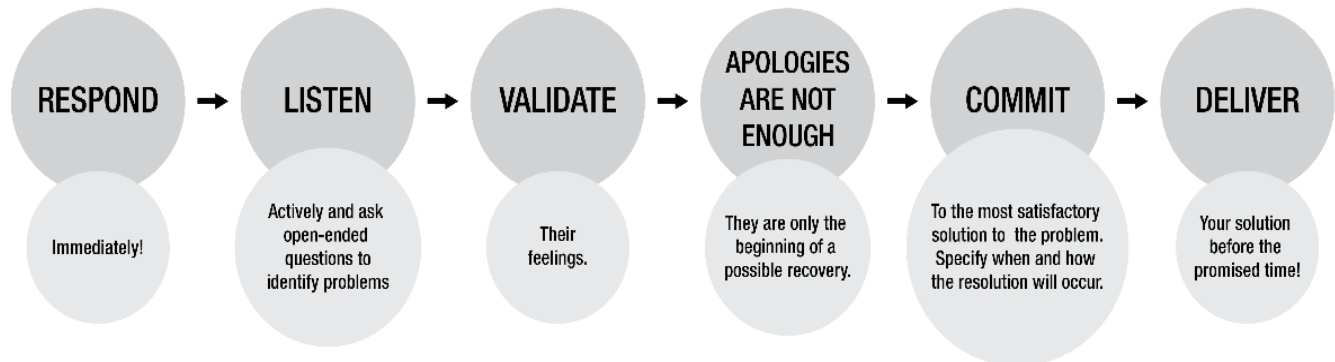 RESPOND
Immediately!
LISTEN
Actively and ask
open-ended
questions to
identify problems
VALIDATE
Their
feelings.
APOLOGIES
ARE NOT
ENOUGH
They are only the
beginning of a
possible recovery.
COMMIT
To the most satisfactory
solution to the problem.
Specify when and how
the resolution will occur.
DELIVER
Your solution
before the
promised time!